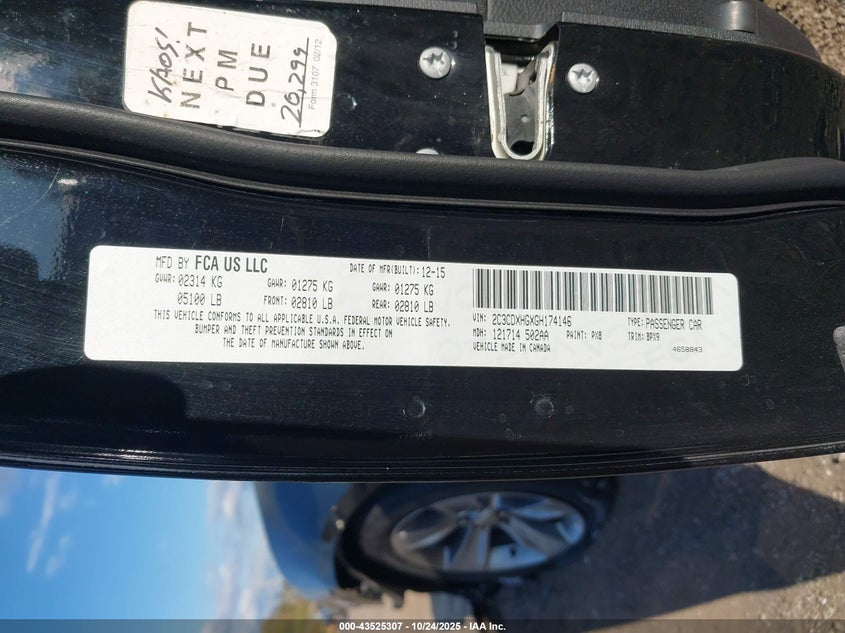 KAOS!
NEXT
PM
DUE
20,299
Form 3107 02/12
MFD BY FCA US LLC
DATE OF MFR(BUILT): 12-15
GVWR: 02314 KG
GAWR: 01275 KG
GAWR: 01275 KG
05100 LB
FRONT: 02810 LB
REAR: 02810 LB
THIS VEHICLE CONFORMS TO ALL APPLICABLE U.S.A. FEDERAL MOTOR VEHICLE SAFETY,
BUMPER AND THEFT PREVENTION STANDARDS IN EFFECT ON
THE DATE OF MANUFACTURE SHOWN ABOVE.
VIN: 2C3CDXHGXGH174146
TYPE: PASSENGER CAR
MDH: 121714 502AA
PAINT: PX8
TRIM: BPX9
VEHICLE MADE IN CANADA
4658843
000-43525307 • 10/24/2025 • IAA Inc.